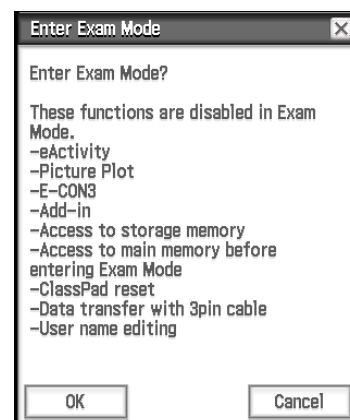 Enter Exam Mode
Enter Exam Mode?
These functions are disabled in Exam
Mode.
-eActivity
-Picture Plot
-E-CON3
-Add-in
-Access to storage memory
-Access to main memory before
entering Exam Mode
-ClassPad reset
-Data transfer with 3pin cable
-User name editing
OK Cancel